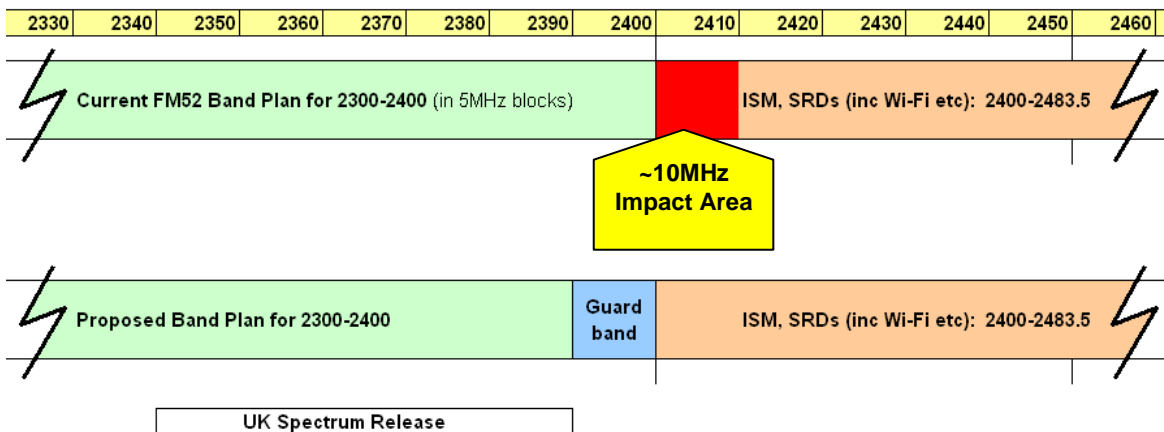 2330 2340 2350 2360 2370 2380 2390 2400 2410 2420 2430 2440 2450 2460
Current FM52 Band Plan for 2300-2400 (in 5MHz blocks) ISM, SRDs (inc Wi-Fi etc): 2400-2483.5
~10MHz
Impact Area
Proposed Band Plan for 2300-2400 Guard band ISM, SRDs (inc Wi-Fi etc): 2400-2483.5
UK Spectrum Release